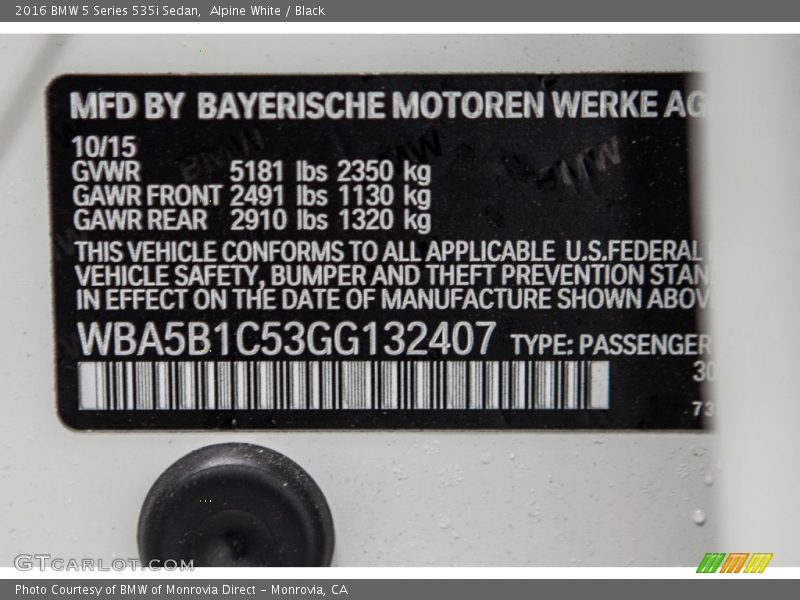 2016 BMW 5 Series 535i Sedan, Alpine White / Black
MFD BY BAYERISCHE MOTOREN WERKE AG
10/15
GVWR 5181 lbs 2350 kg
GAWR FRONT 2491 lbs 1130 kg
GAWR REAR 2910 lbs 1320 kg
THIS VEHICLE CONFORMS TO ALL APPLICABLE U.S.FEDERAL
VEHICLE SAFETY, BUMPER AND THEFT PREVENTION STAN
IN EFFECT ON THE DATE OF MANUFACTURE SHOWN ABOV
WBA5B1C53GG132407 TYPE: PASSENGER
30
73
GTCARLOT.COM
Photo Courtesy of BMW of Monrovia Direct - Monrovia, CA